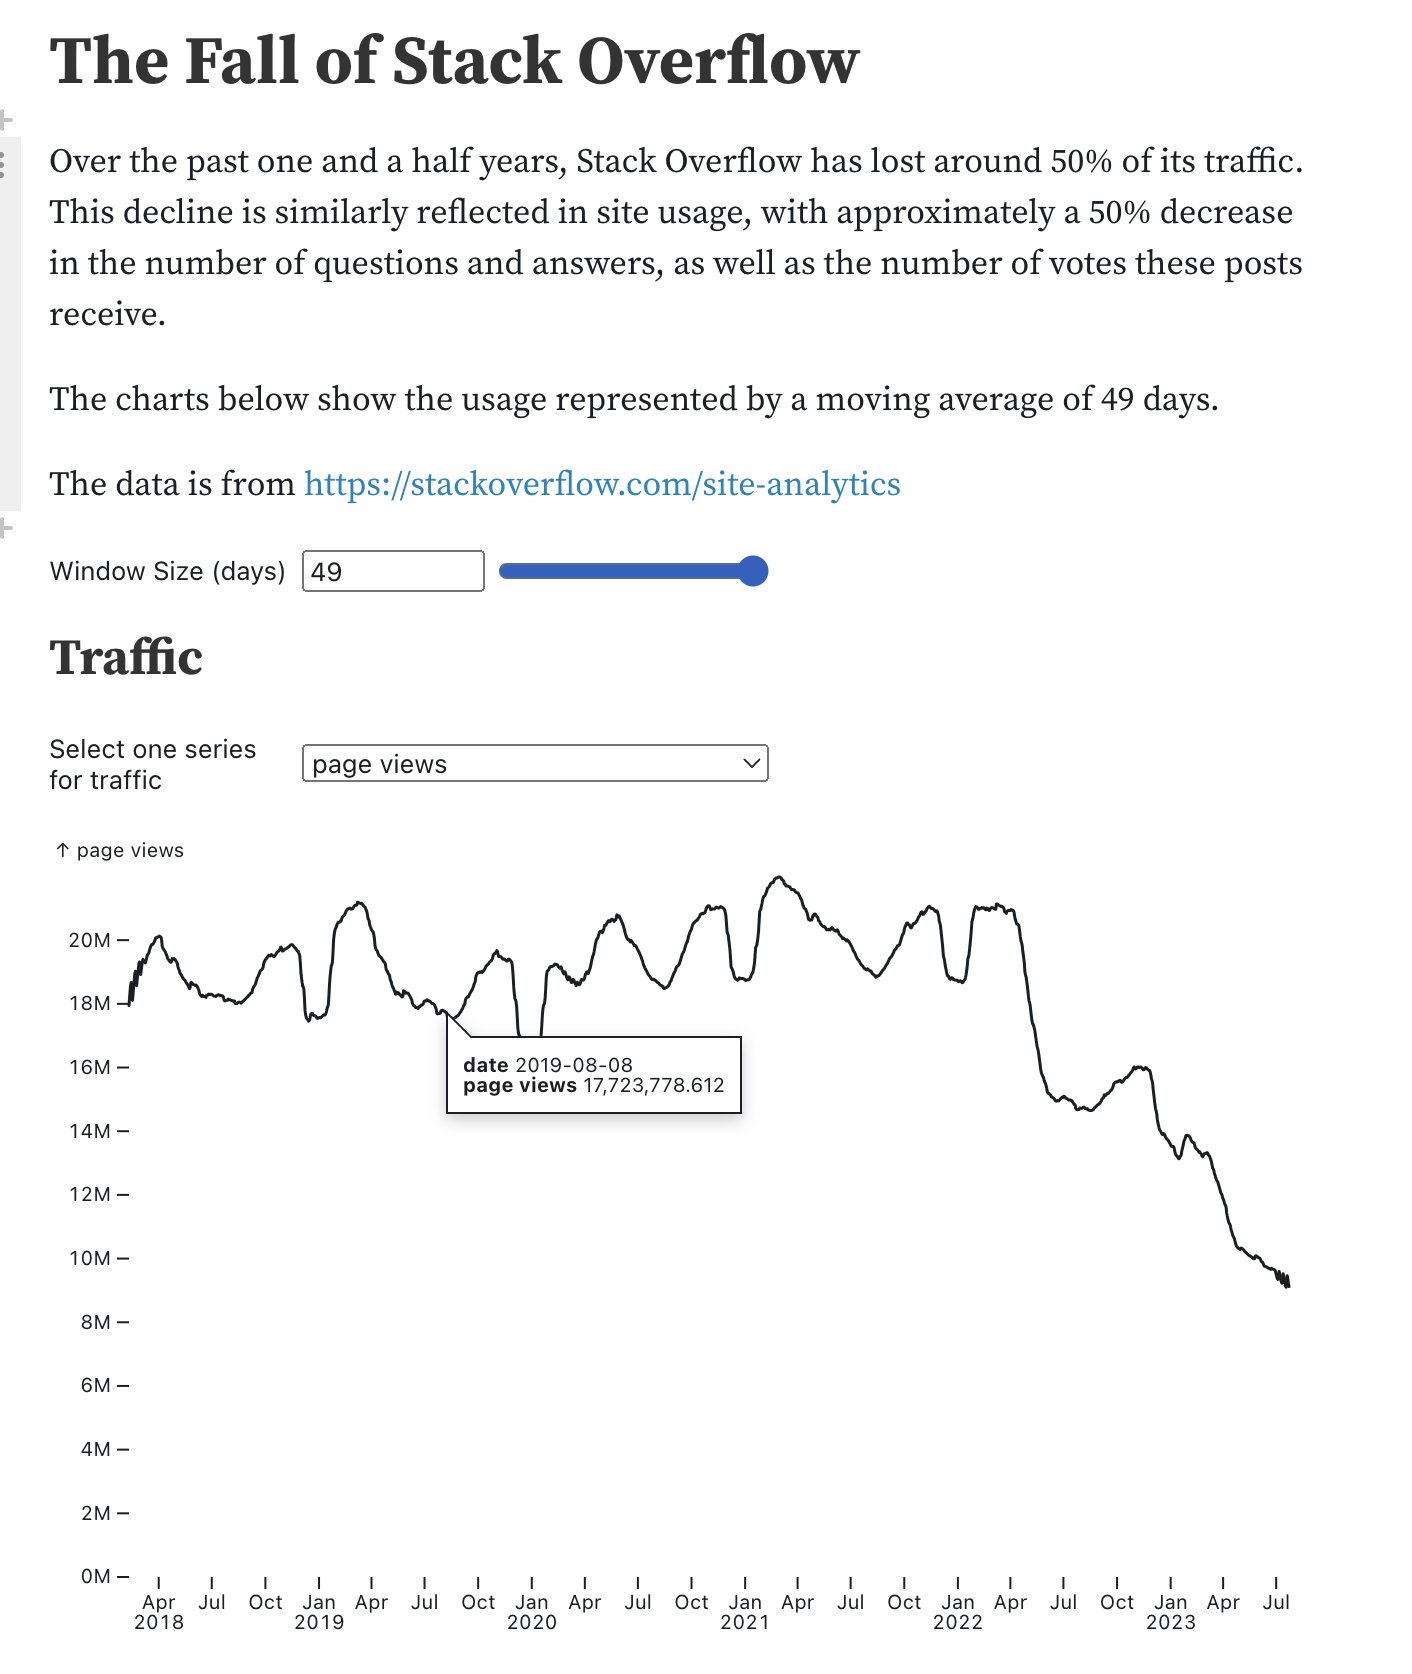 The Fall of Stack Overflow
Over the past one and a half years, Stack Overflow has lost around 50% of its traffic.
This decline is similarly reflected in site usage, with approximately a 50% decrease
in the number of questions and answers, as well as the number of votes these posts
receive.
The charts below show the usage represented by a moving average of 49 days.
The data is from https://stackoverflow.com/site-analytics
Window Size (days) 49
Traffic
Select one series
for traffic
page views
↑ page views
20M
18M
16M
date 2019-08-08
page views 17,723,778.612
14M
12M
10M
8M
6M
4M
2M
0M
Apr Jul Oct Jan Apr Jul Oct Jan Apr Jul Oct Jan Apr Jul Oct Jan Apr Jul Oct Jan Apr Jul
2018 2019 2020 2021 2022 2023